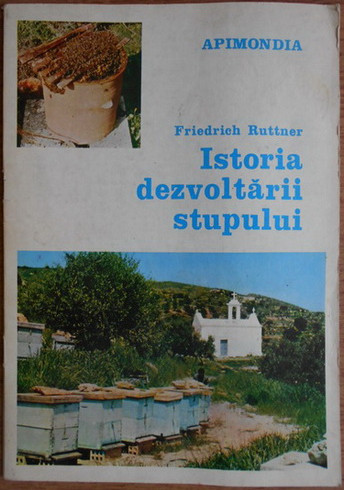 APIMONDIA
Friedrich Ruttner
Istoria
dezvoltării
stupului